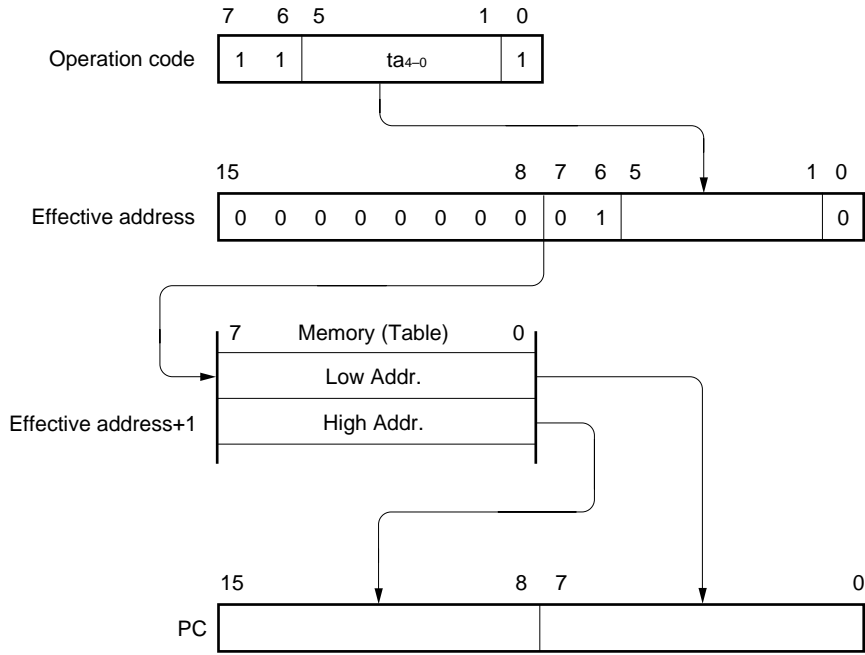 7 6 5 1 0
Operation code 1 1 ta4–0 1
15 8 7 6 5 1 0
Effective address 0 0 0 0 0 0 0 0 0 1 0
7 Memory (Table) 0
Low Addr.
Effective address+1 High Addr.
15 8 7 0
PC